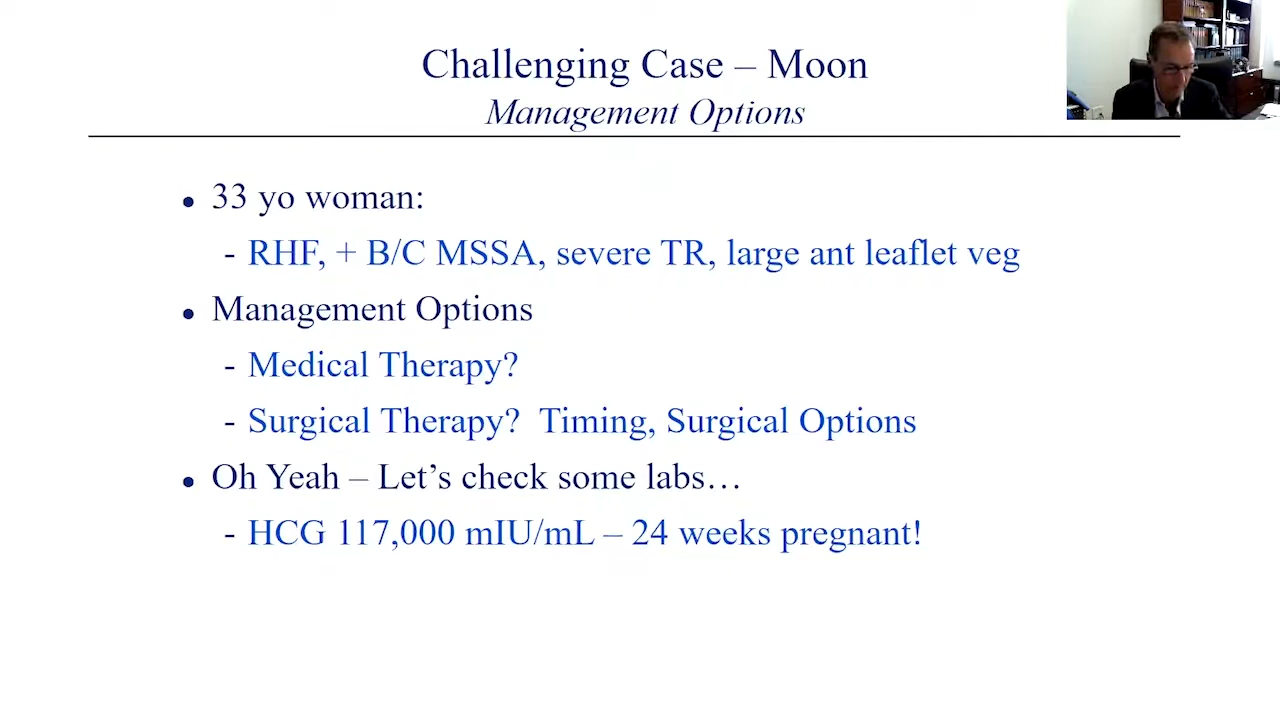 Challenging Case – Moon
Management Options
• 33 yo woman:
- RHF, + B/C MSSA, severe TR, large ant leaflet veg
• Management Options
- Medical Therapy?
- Surgical Therapy?  Timing, Surgical Options
• Oh Yeah – Let’s check some labs…
- HCG 117,000 mIU/mL – 24 weeks pregnant!